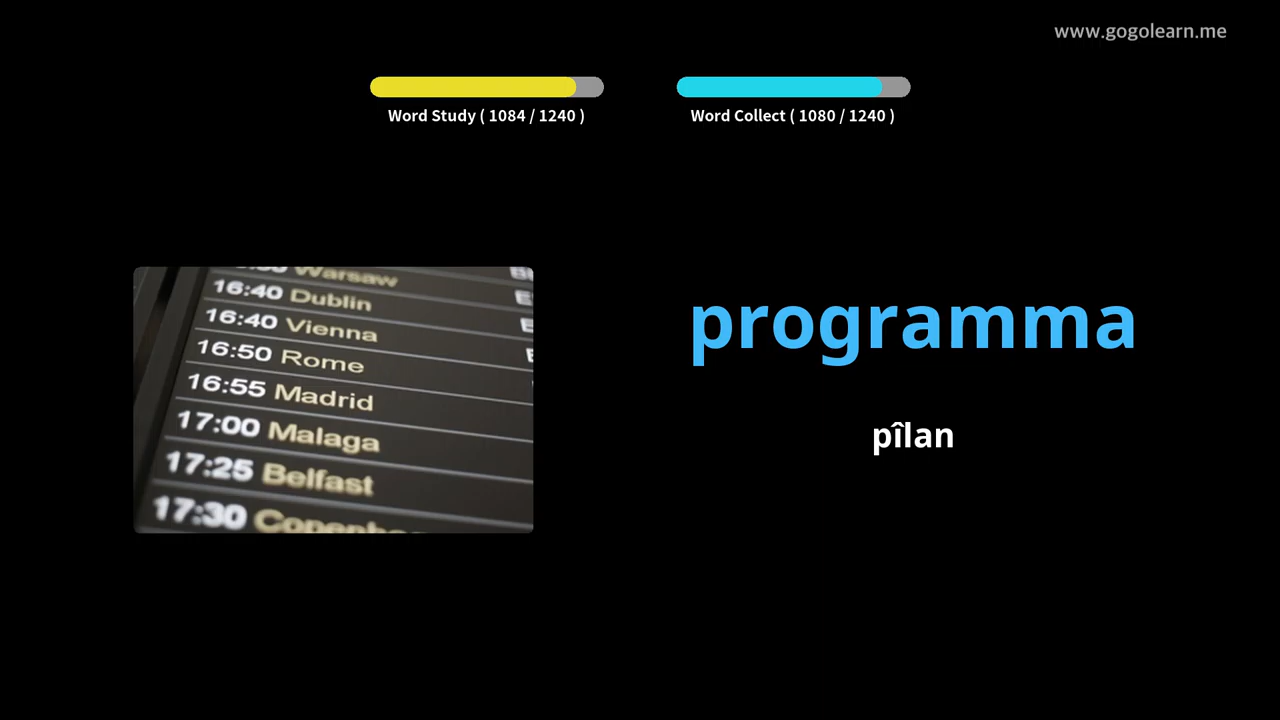 www.gogolearn.me
Word Study ( 1084 / 1240 )
Word Collect ( 1080 / 1240 )
Warsaw
16:40 Dublin
16:40 Vienna
16:50 Rome
16:55 Madrid
17:00 Malaga
17:25 Belfast
17:30
programma
pîlan